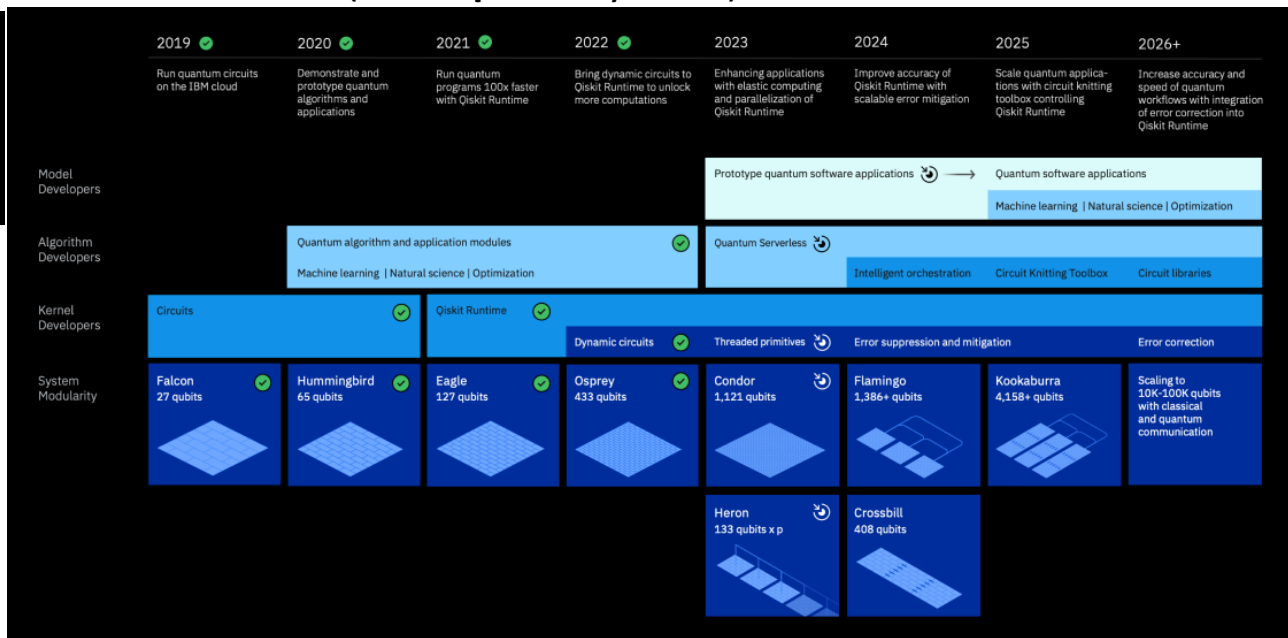 2019
2020
2021
2022
2023
2024
2025
2026+
Run quantum circuits
on the IBM cloud
Demonstrate and
prototype quantum
algorithms and
applications
Run quantum
programs 100x faster
with Qiskit Runtime
Bring dynamic circuits to
Qiskit Runtime to unlock
more computations
Enhancing applications
with elastic computing
and parallelization of
Qiskit Runtime
Improve accuracy of
Qiskit Runtime with
scalable error mitigation
Scale quantum applica-
tions with circuit knitting
toolbox controlling
Qiskit Runtime
Increase accuracy and
speed of quantum
workflows with integration
of error correction into
Qiskit Runtime
Model
Developers
Prototype quantum software applications →
Quantum software applications
Machine learning | Natural science | Optimization
Algorithm
Developers
Quantum algorithm and application modules
Machine learning | Natural science | Optimization
Quantum Serverless
Intelligent orchestration
Circuit Knitting Toolbox
Circuit libraries
Kernel
Developers
Circuits
Qiskit Runtime
Dynamic circuits
Threaded primitives
Error suppression and mitigation
Error correction
System
Modularity
Falcon
27 qubits
Hummingbird
65 qubits
Eagle
127 qubits
Osprey
433 qubits
Condor
1,121 qubits
Flamingo
1,386+ qubits
Kookaburra
4,158+ qubits
Scaling to
10K-100K qubits
with classical
and quantum
communication
Heron
133 qubits x p
Crossbill
408 qubits